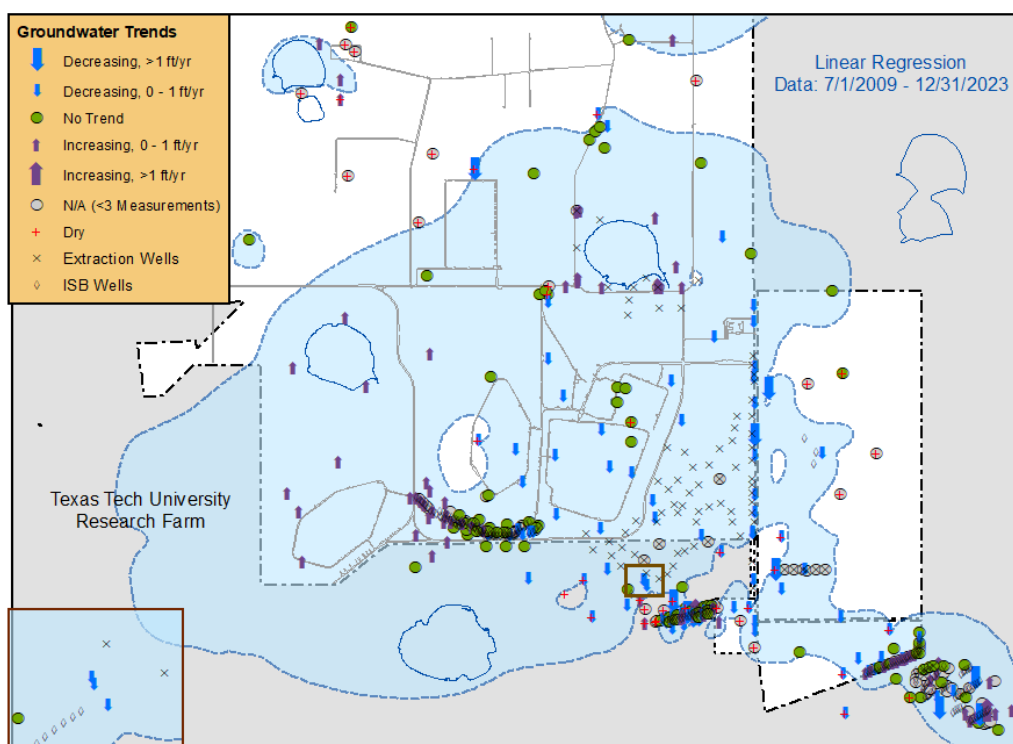 Groundwater Trends
Decreasing, >1 ft/yr
Decreasing, 0 - 1 ft/yr
No Trend
Increasing, 0 - 1 ft/yr
Increasing, >1 ft/yr
N/A (<3 Measurements)
Dry
Extraction Wells
ISB Wells
Linear Regression
Data: 7/1/2009 - 12/31/2023
Texas Tech University
Research Farm